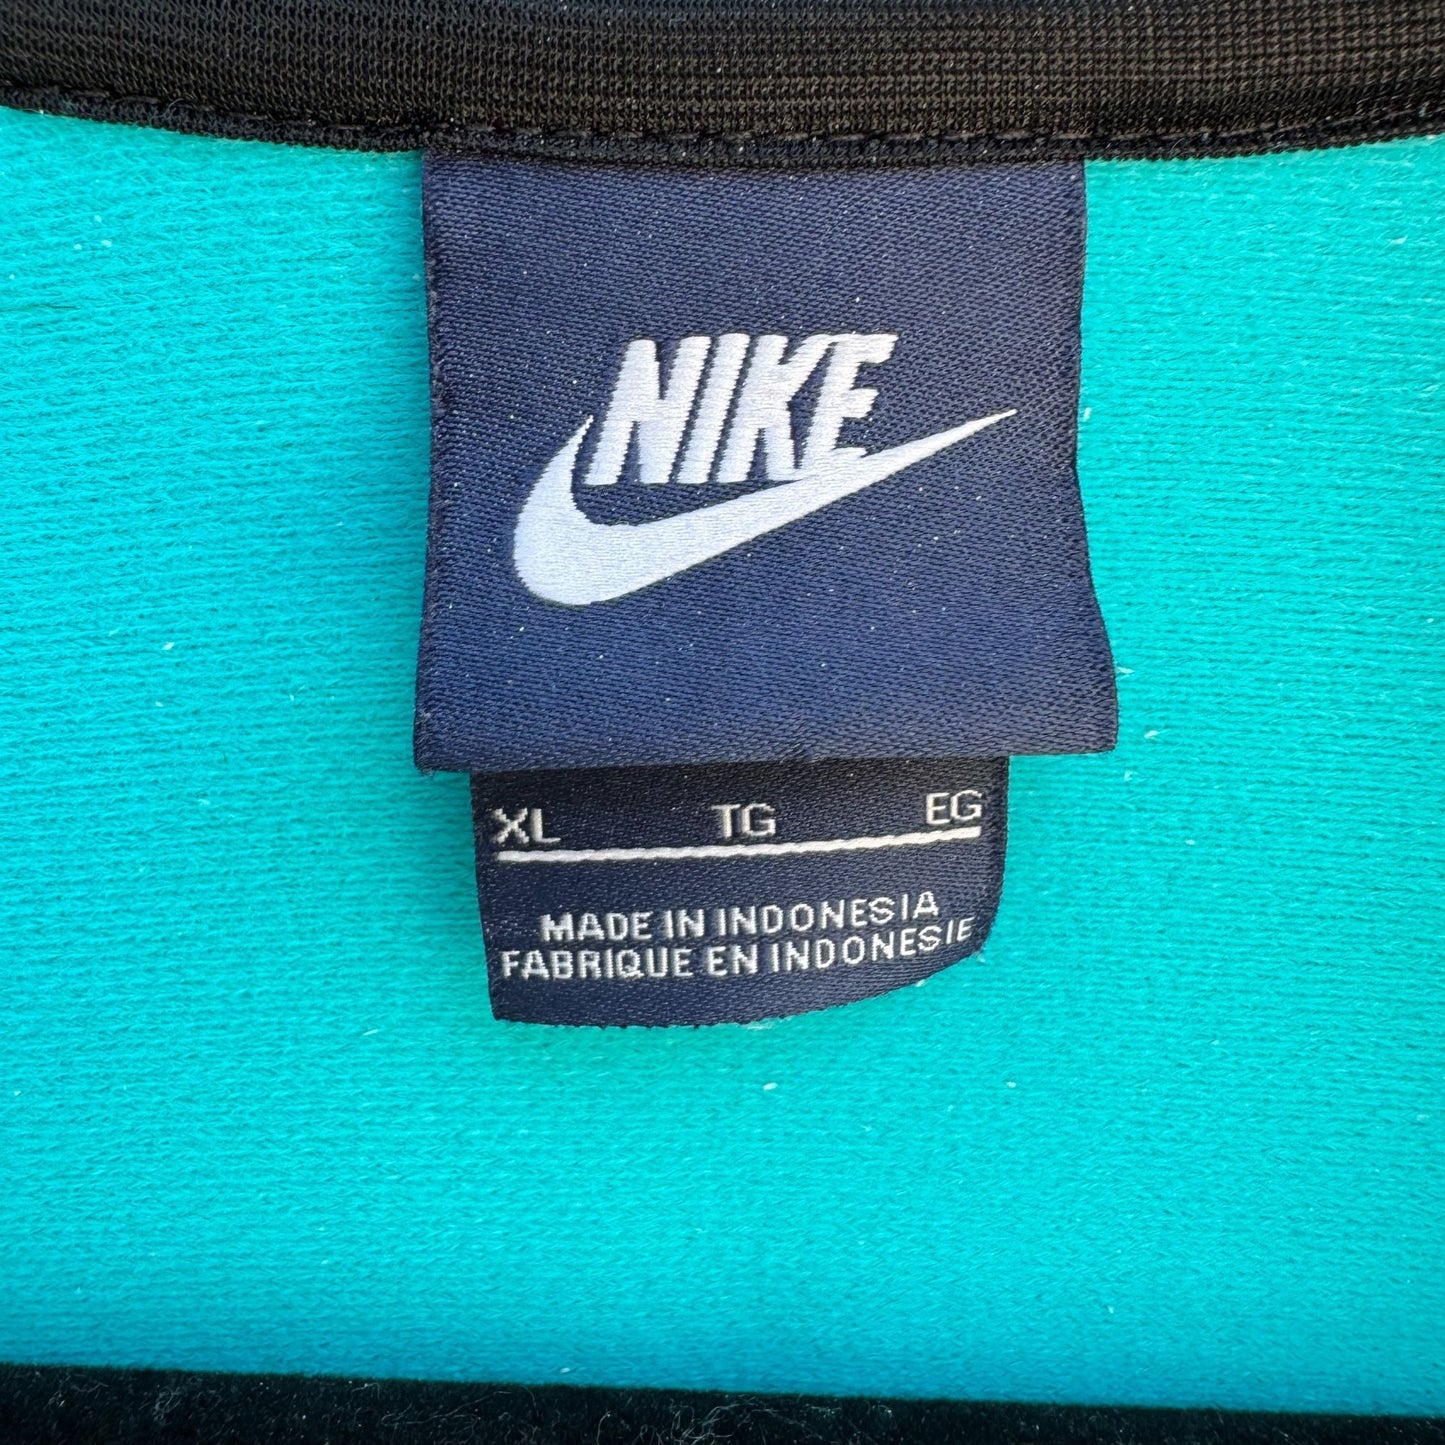 NIKE
XL TG EG
MADE IN INDONESIA
FABRIQUE EN INDONESIE